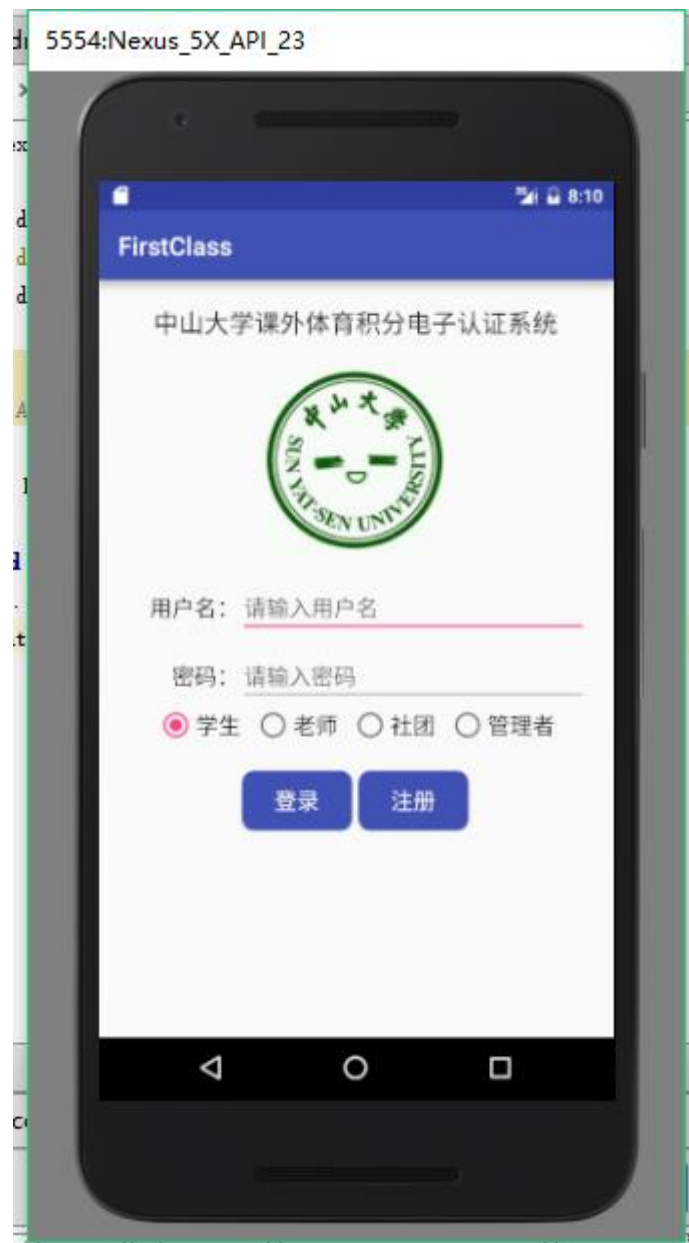 5554:Nexus_5X_API_23
8:10
FirstClass
中山大学课外体育积分电子认证系统
中山大学
SUN YAT-SEN UNIVERSITY
用户名： 请输入用户名
密码： 请输入密码
学生 老师 社团 管理者
登录 注册